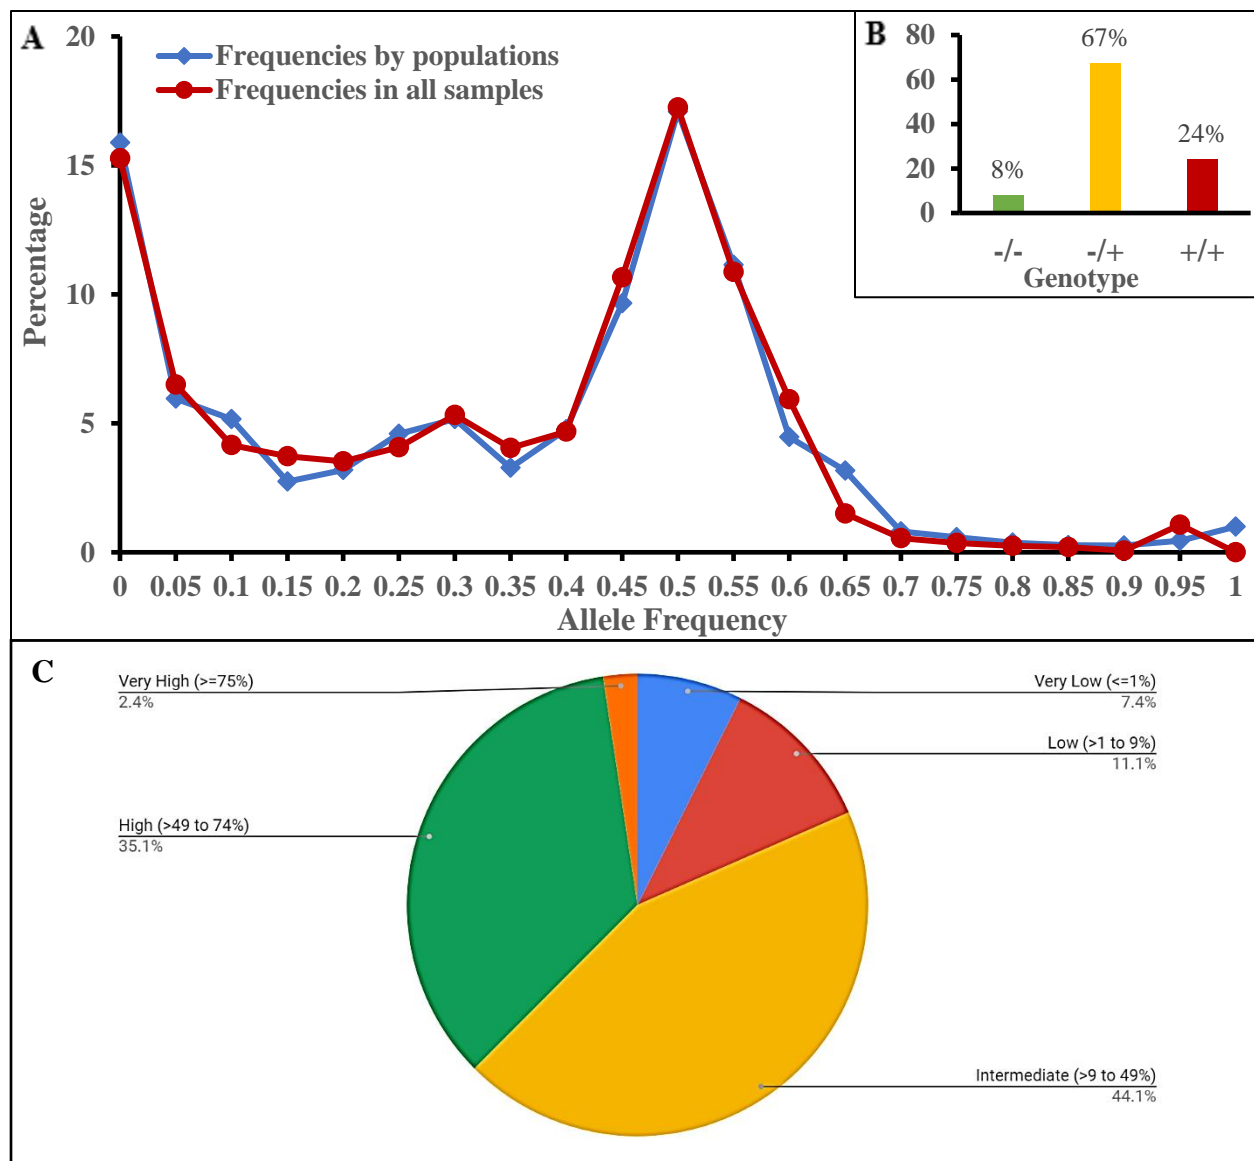 A
Frequencies by populations
Frequencies in all samples
20
15
10
5
0
Percentage
0 0.05 0.1 0.15 0.2 0.25 0.3 0.35 0.4 0.45 0.5 0.55 0.6 0.65 0.7 0.75 0.8 0.85 0.9 0.95 1
Allele Frequency
B
80
60
40
20
0
8%
67%
24%
-/- -/+ +/+
Genotype
C
Very High (>=75%)
2.4%
Very Low (<=1%)
7.4%
Low (>1 to 9%)
11.1%
High (>49 to 74%)
35.1%
Intermediate (>9 to 49%)
44.1%